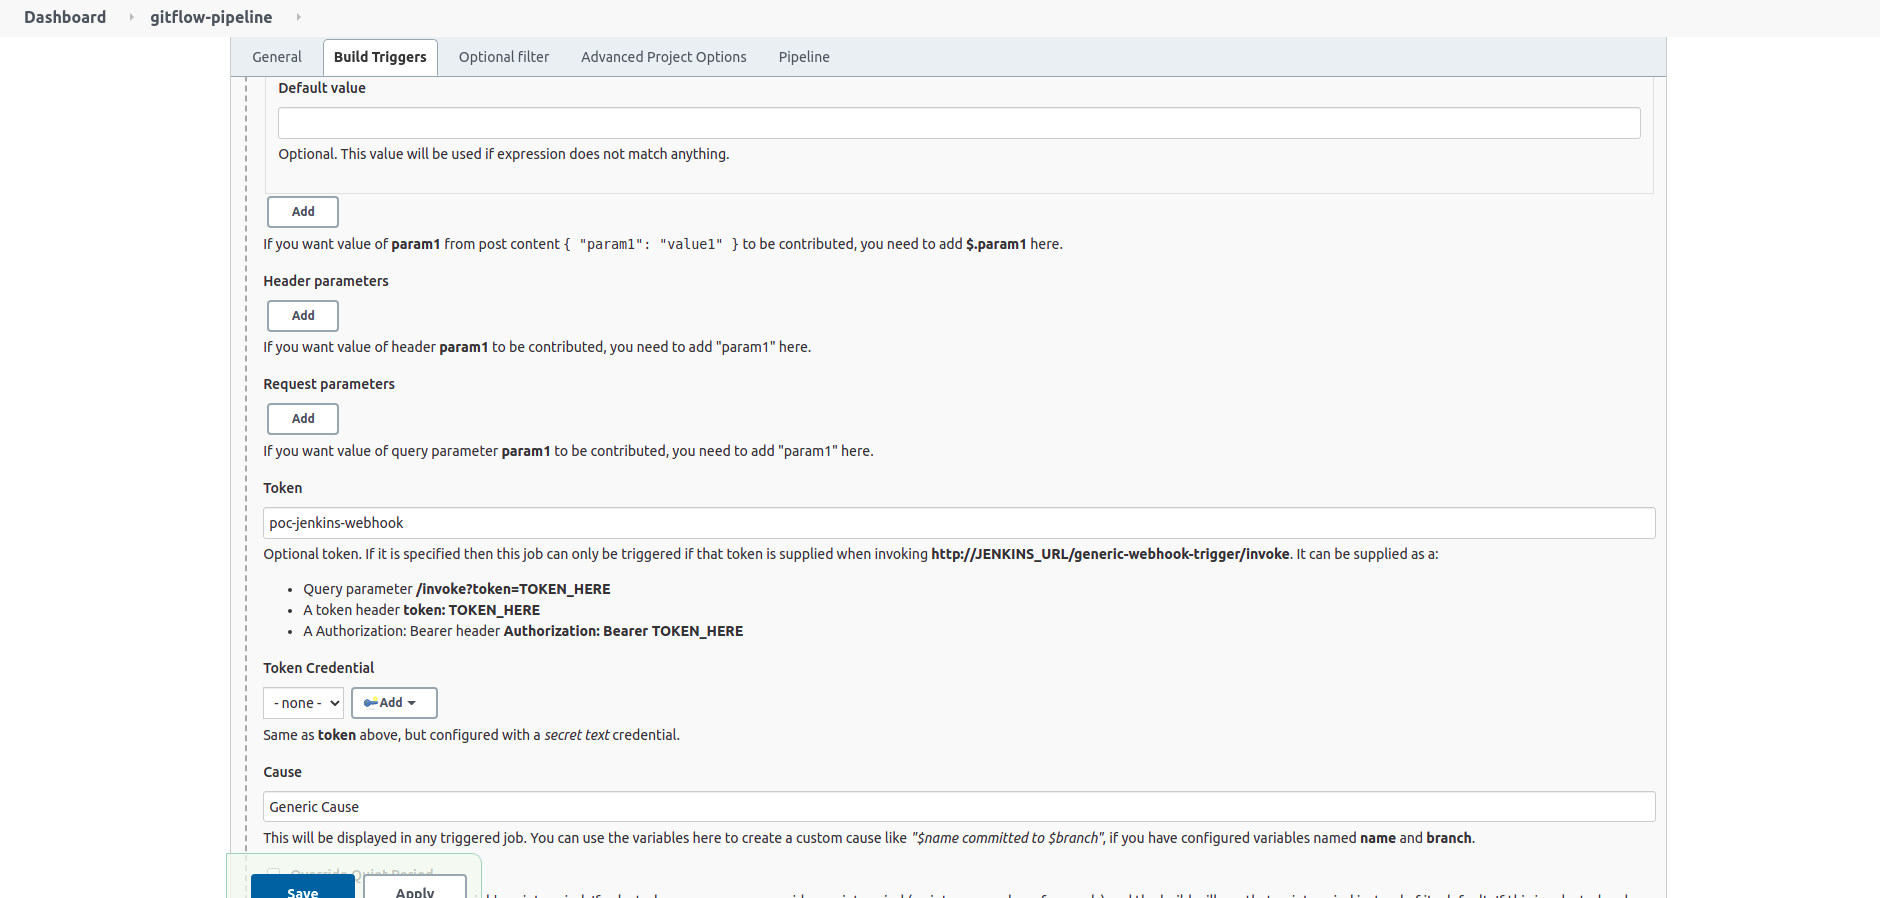 Dashboard
gitflow-pipeline
General
Build Triggers
Optional filter
Advanced Project Options
Pipeline
Default value
Optional. This value will be used if expression does not match anything.
Add
If you want value of param1 from post content { "param1": "value1" } to be contributed, you need to add $.param1 here.
Header parameters
Add
If you want value of header param1 to be contributed, you need to add "param1" here.
Request parameters
Add
If you want value of query parameter param1 to be contributed, you need to add "param1" here.
Token
poc-jenkins-webhook
Optional token. If it is specified then this job can only be triggered if that token is supplied when invoking http://JENKINS_URL/generic-webhook-trigger/invoke. It can be supplied as a:
• Query parameter /invoke?token=TOKEN_HERE
• A token header token: TOKEN_HERE
• A Authorization: Bearer header Authorization: Bearer TOKEN_HERE
Token Credential
- none -
Add
Same as token above, but configured with a secret text credential.
Cause
Generic Cause
This will be displayed in any triggered job. You can use the variables here to create a custom cause like "$name committed to $branch", if you have configured variables named name and branch.
Override Quiet Period
Save
Apply